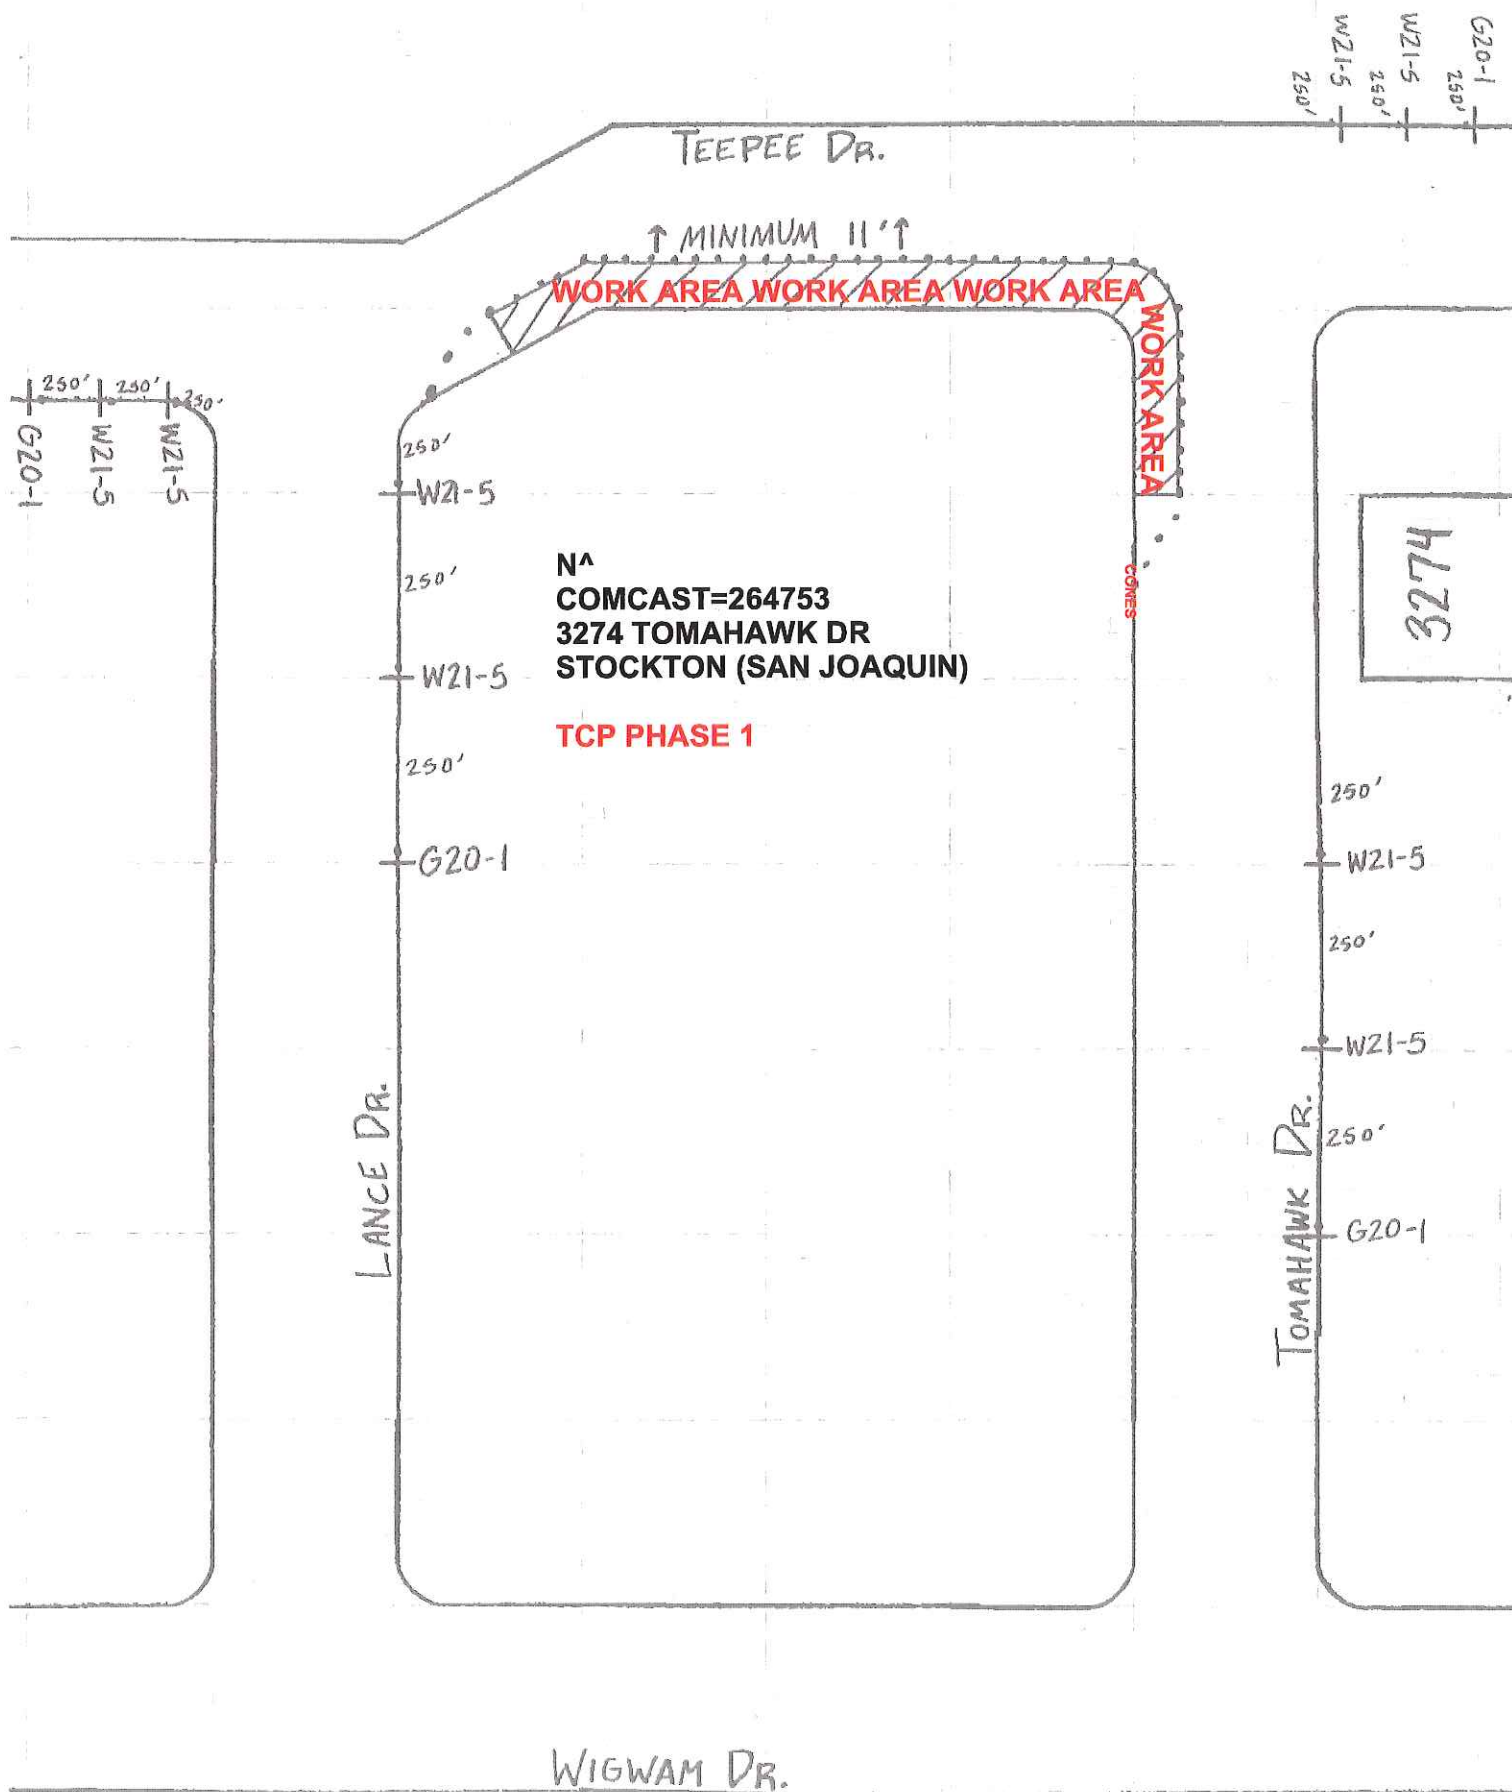 G20-1
250'
W21-5
250'
W21-5
250'
TEEPEE DR.
↑ MINIMUM 11'↑
WORK AREA WORK AREA WORK AREA
WORK AREA
250' 250' 250'
G20-1
W21-5
W21-5
250'
W21-5
250'
W21-5
250'
G20-1
N^
COMCAST=264753
3274 TOMAHAWK DR
STOCKTON (SAN JOAQUIN)
TCP PHASE 1
CONES
3274
250'
W21-5
250'
W21-5
250'
G20-1
LANCE DR.
TOMAHAWK DR.
WIGWAM DR.